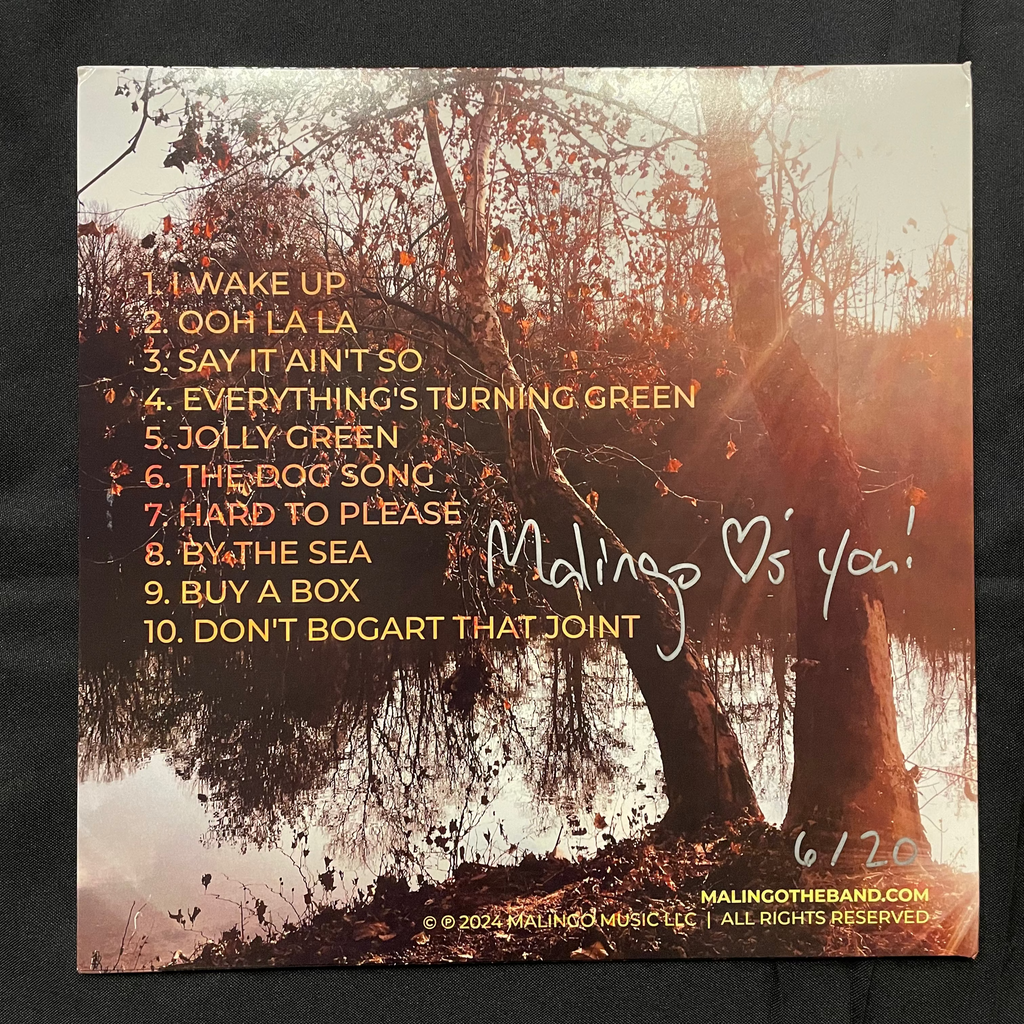 1. I WAKE UP
2. OOH LA LA
3. SAY IT AIN'T SO
4. EVERYTHING'S TURNING GREEN
5. JOLLY GREEN
6. THE DOG SONG
7. HARD TO PLEASE
8. BY THE SEA
9. BUY A BOX
10. DON'T BOGART THAT JOINT
Malingo ♡'s you!
6/20
MALINGOTHEBAND.COM
© ℗ 2024 MALINGO MUSIC LLC | ALL RIGHTS RESERVED